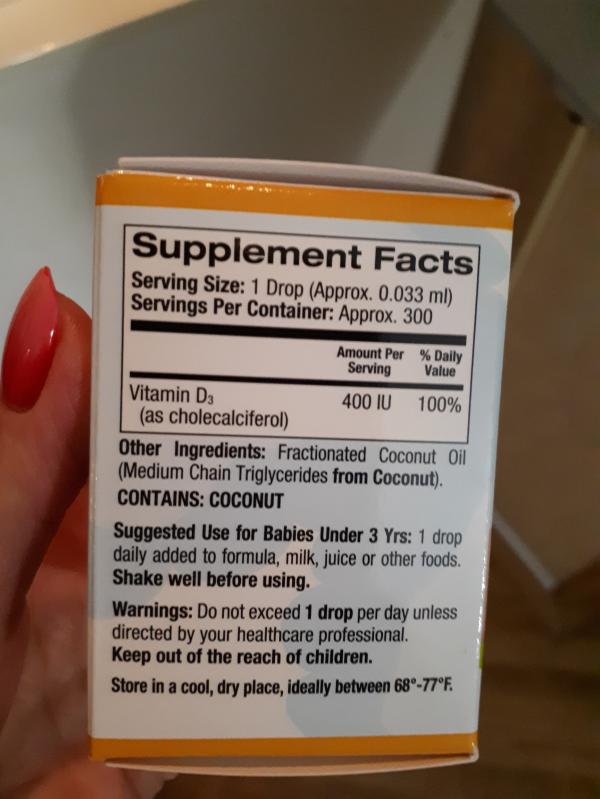 Supplement Facts
Serving Size: 1 Drop (Approx. 0.033 ml)
Servings Per Container: Approx. 300
Amount Per Serving % Daily Value
Vitamin D3 400 IU 100%
(as cholecalciferol)
Other Ingredients: Fractionated Coconut Oil
(Medium Chain Triglycerides from Coconut).
CONTAINS: COCONUT
Suggested Use for Babies Under 3 Yrs: 1 drop
daily added to formula, milk, juice or other foods.
Shake well before using.
Warnings: Do not exceed 1 drop per day unless
directed by your healthcare professional.
Keep out of the reach of children.
Store in a cool, dry place, ideally between 68°-77°F.